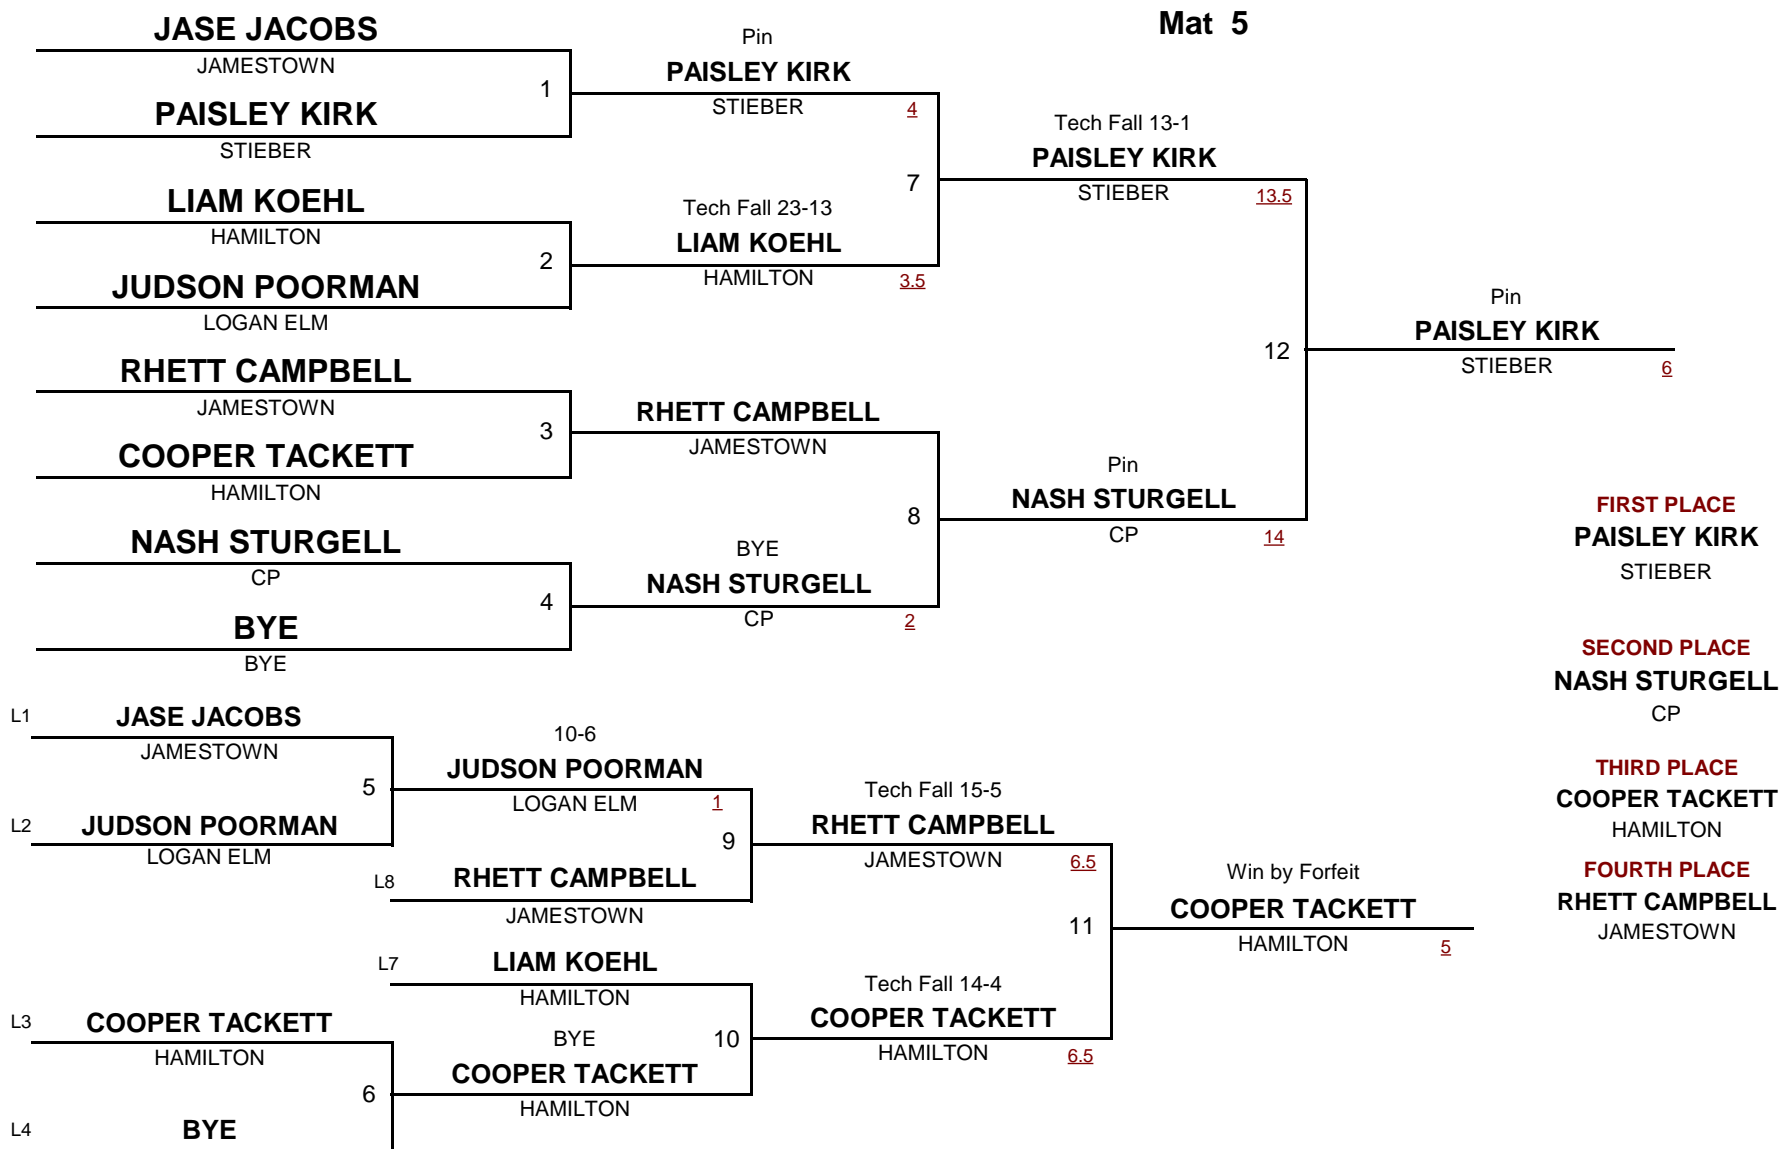 Mat 5
JASE JACOBS
JAMESTOWN
1
PAISLEY KIRK
STIEBER
LIAM KOEHL
HAMILTON
2
JUDSON POORMAN
LOGAN ELM
RHETT CAMPBELL
JAMESTOWN
3
COOPER TACKETT
HAMILTON
NASH STURGELL
CP
4
BYE
BYE
Pin
PAISLEY KIRK
STIEBER 4
7
Tech Fall 23-13
LIAM KOEHL
HAMILTON 3.5
RHETT CAMPBELL
JAMESTOWN
8
BYE
NASH STURGELL
CP 2
Tech Fall 13-1
PAISLEY KIRK
STIEBER 13.5
12
Pin
NASH STURGELL
CP 14
Pin
PAISLEY KIRK
STIEBER 6
FIRST PLACE
PAISLEY KIRK
STIEBER
SECOND PLACE
NASH STURGELL
CP
THIRD PLACE
COOPER TACKETT
HAMILTON
FOURTH PLACE
RHETT CAMPBELL
JAMESTOWN
L1 JASE JACOBS
JAMESTOWN
5
L2 JUDSON POORMAN
LOGAN ELM
L3 COOPER TACKETT
HAMILTON
6
L4 BYE
10-6
JUDSON POORMAN
LOGAN ELM 1
9
L8 RHETT CAMPBELL
JAMESTOWN
L7 LIAM KOEHL
HAMILTON
10
BYE
COOPER TACKETT
HAMILTON
Tech Fall 15-5
RHETT CAMPBELL
JAMESTOWN 6.5
11
Tech Fall 14-4
COOPER TACKETT
HAMILTON 6.5
Win by Forfeit
COOPER TACKETT
HAMILTON 5